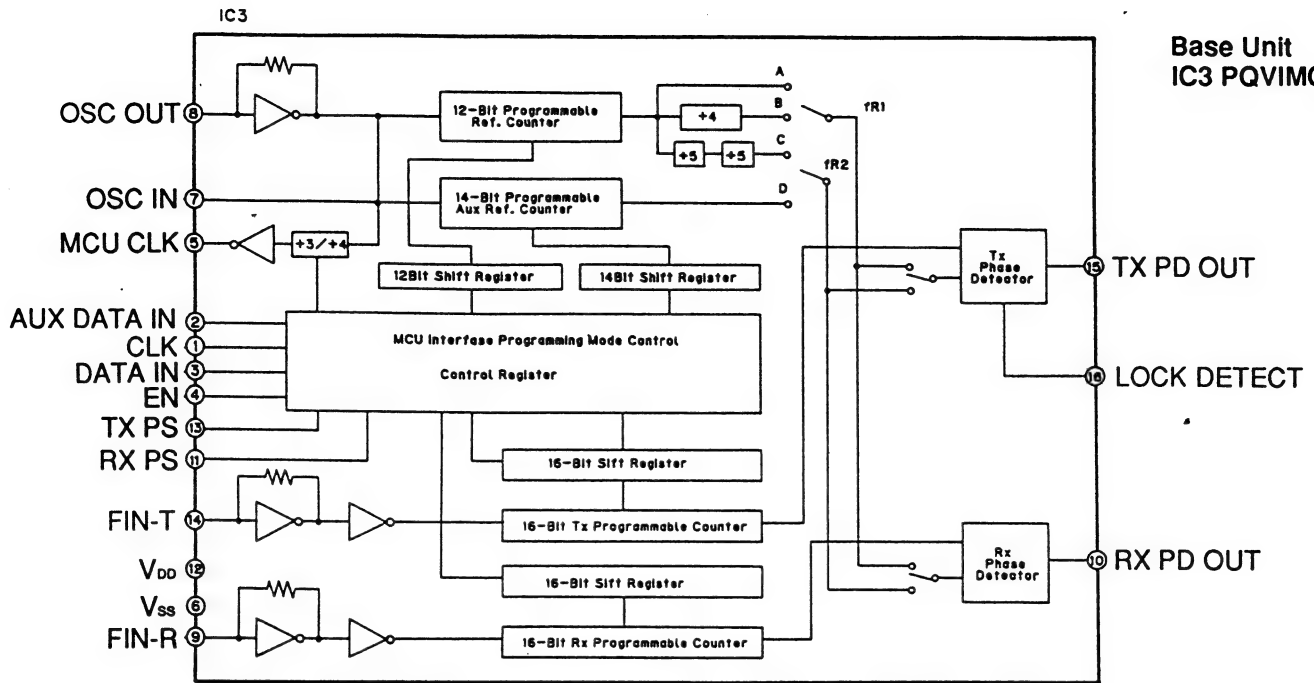 IC3
Base Unit
IC3 PQVIMC
OSC OUT 8
12-Bit Programmable
Ref. Counter
A
B
÷4
fR1
C
÷5 ÷5
fR2
D
OSC IN 7
14-Bit Programmable
Aux Ref. Counter
MCU CLK 5
÷3/÷4
12Bit Shift Register
14Bit Shift Register
Tx
Phase
Detector
15 TX PD OUT
AUX DATA IN 2
CLK 1
DATA IN 3
EN 4
TX PS 13
RX PS 11
MCU Interfase Programming Mode Control
Control Register
16 LOCK DETECT
16-Bit Sift Register
FIN-T 14
16-Bit Tx Programmable Counter
VDD 12
16-Bit Sift Register
Rx
Phase
Detector
10 RX PD OUT
VSS 6
FIN-R 9
16-Bit Rx Programmable Counter